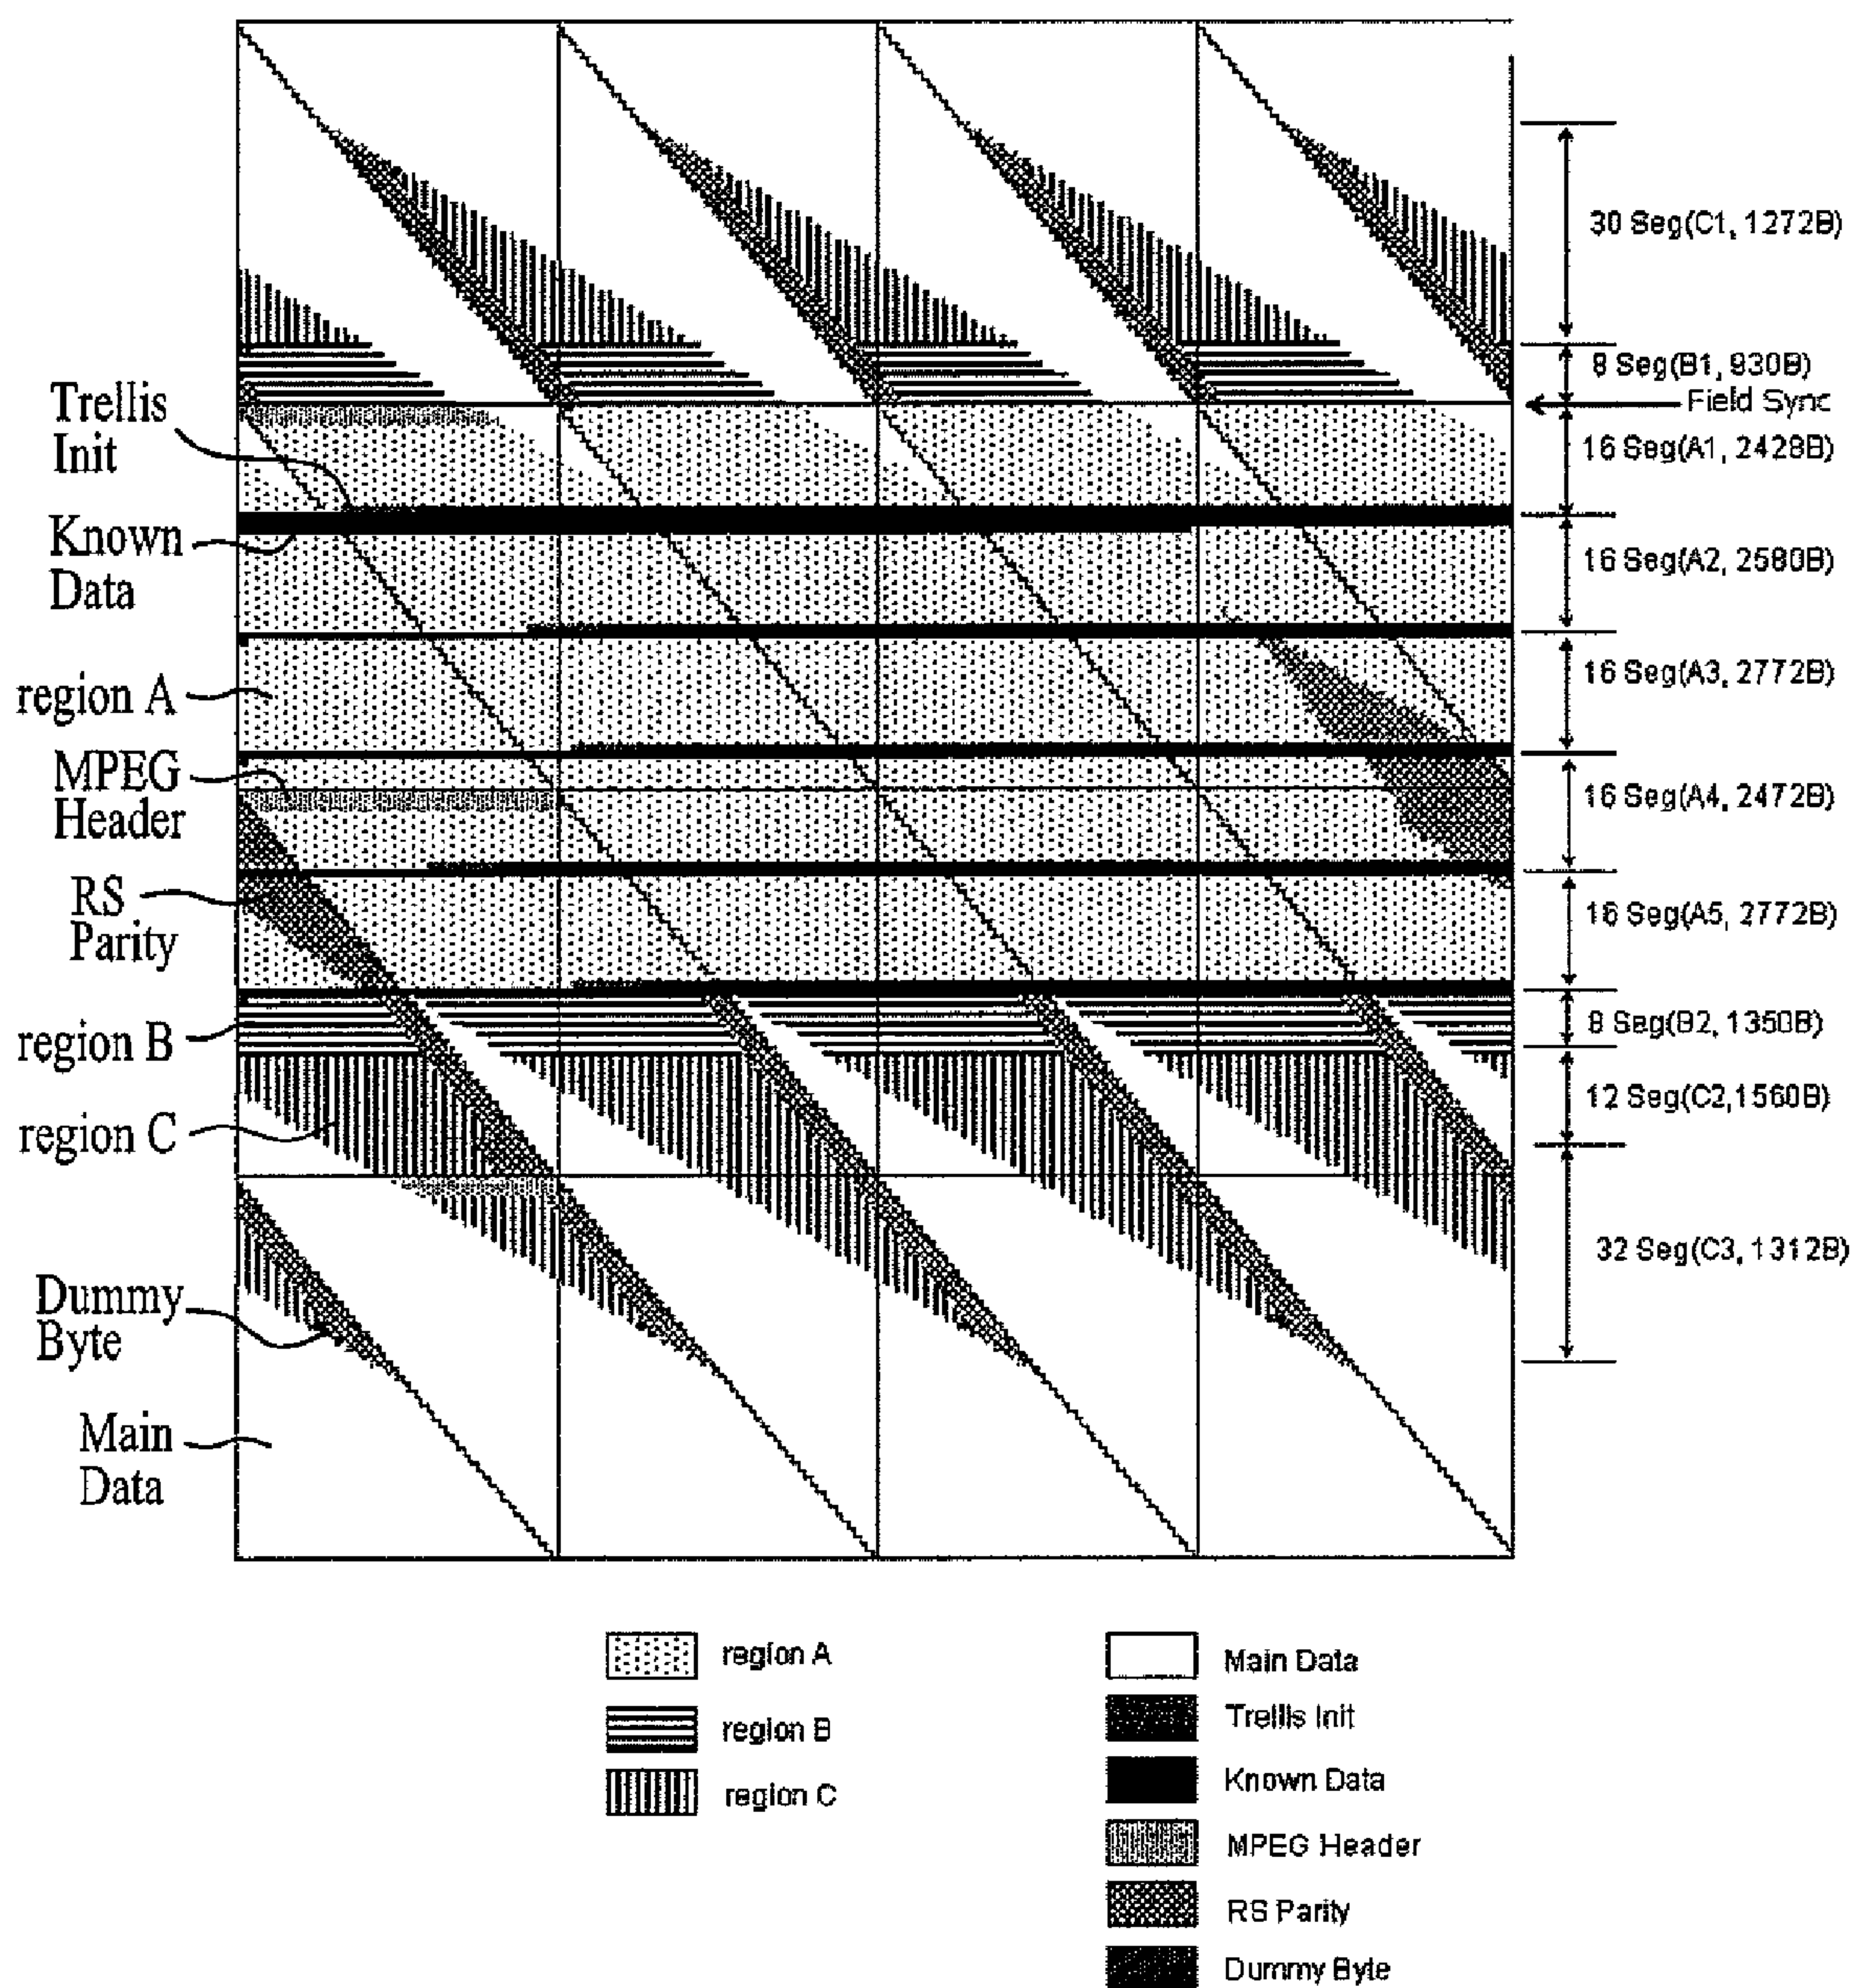 30 Seg(C1, 1272B)
8 Seg(B1, 930B)
Field Sync
16 Seg(A1, 2428B)
16 Seg(A2, 2580B)
16 Seg(A3, 2772B)
16 Seg(A4, 2472B)
16 Seg(A5, 2772B)
8 Seg(B2, 1350B)
12 Seg(C2,1560B)
32 Seg(C3, 1312B)
Trellis
Init
Known
Data
region A
MPEG
Header
RS
Parity
region B
region C
Dummy
Byte
Main
Data
region A
region B
region C
Main Data
Trellis Init
Known Data
MPEG Header
RS Parity
Dummy Byte